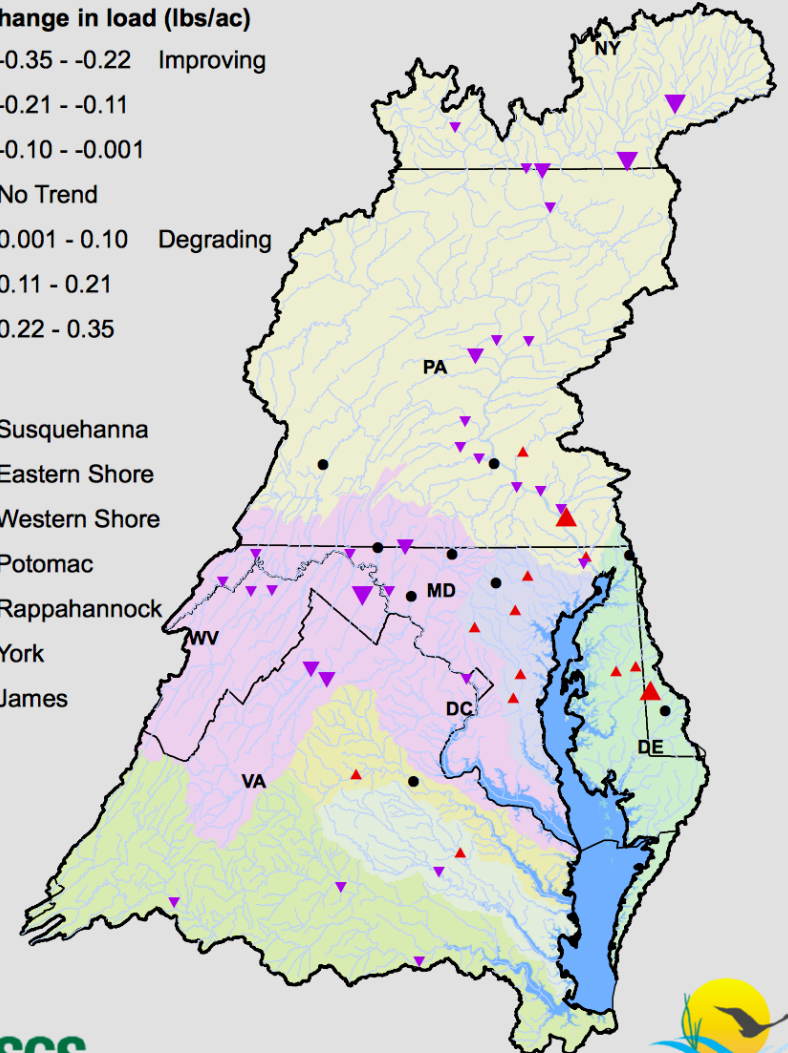 hange in load (lbs/ac)
-0.35 - -0.22 Improving
-0.21 - -0.11
-0.10 - -0.001
No Trend
0.001 - 0.10 Degrading
0.11 - 0.21
0.22 - 0.35
Susquehanna
Eastern Shore
Western Shore
Potomac
Rappahannock
York
James
NY
PA
MD
WV
DC
DE
VA